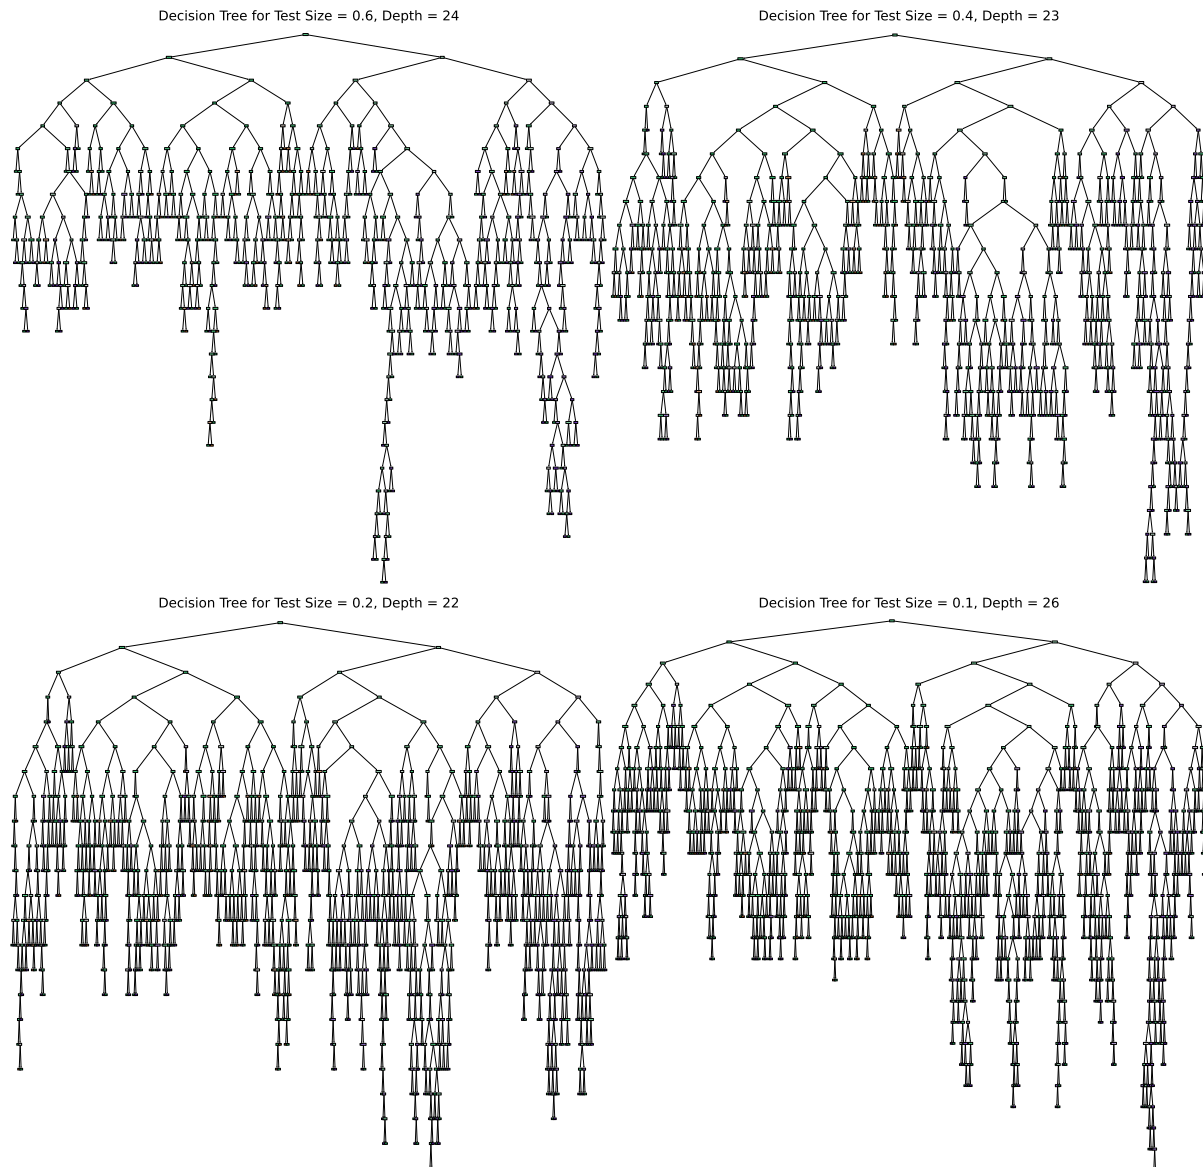 Decision Tree for Test Size = 0.6, Depth = 24
Decision Tree for Test Size = 0.4, Depth = 23
Decision Tree for Test Size = 0.2, Depth = 22
Decision Tree for Test Size = 0.1, Depth = 26